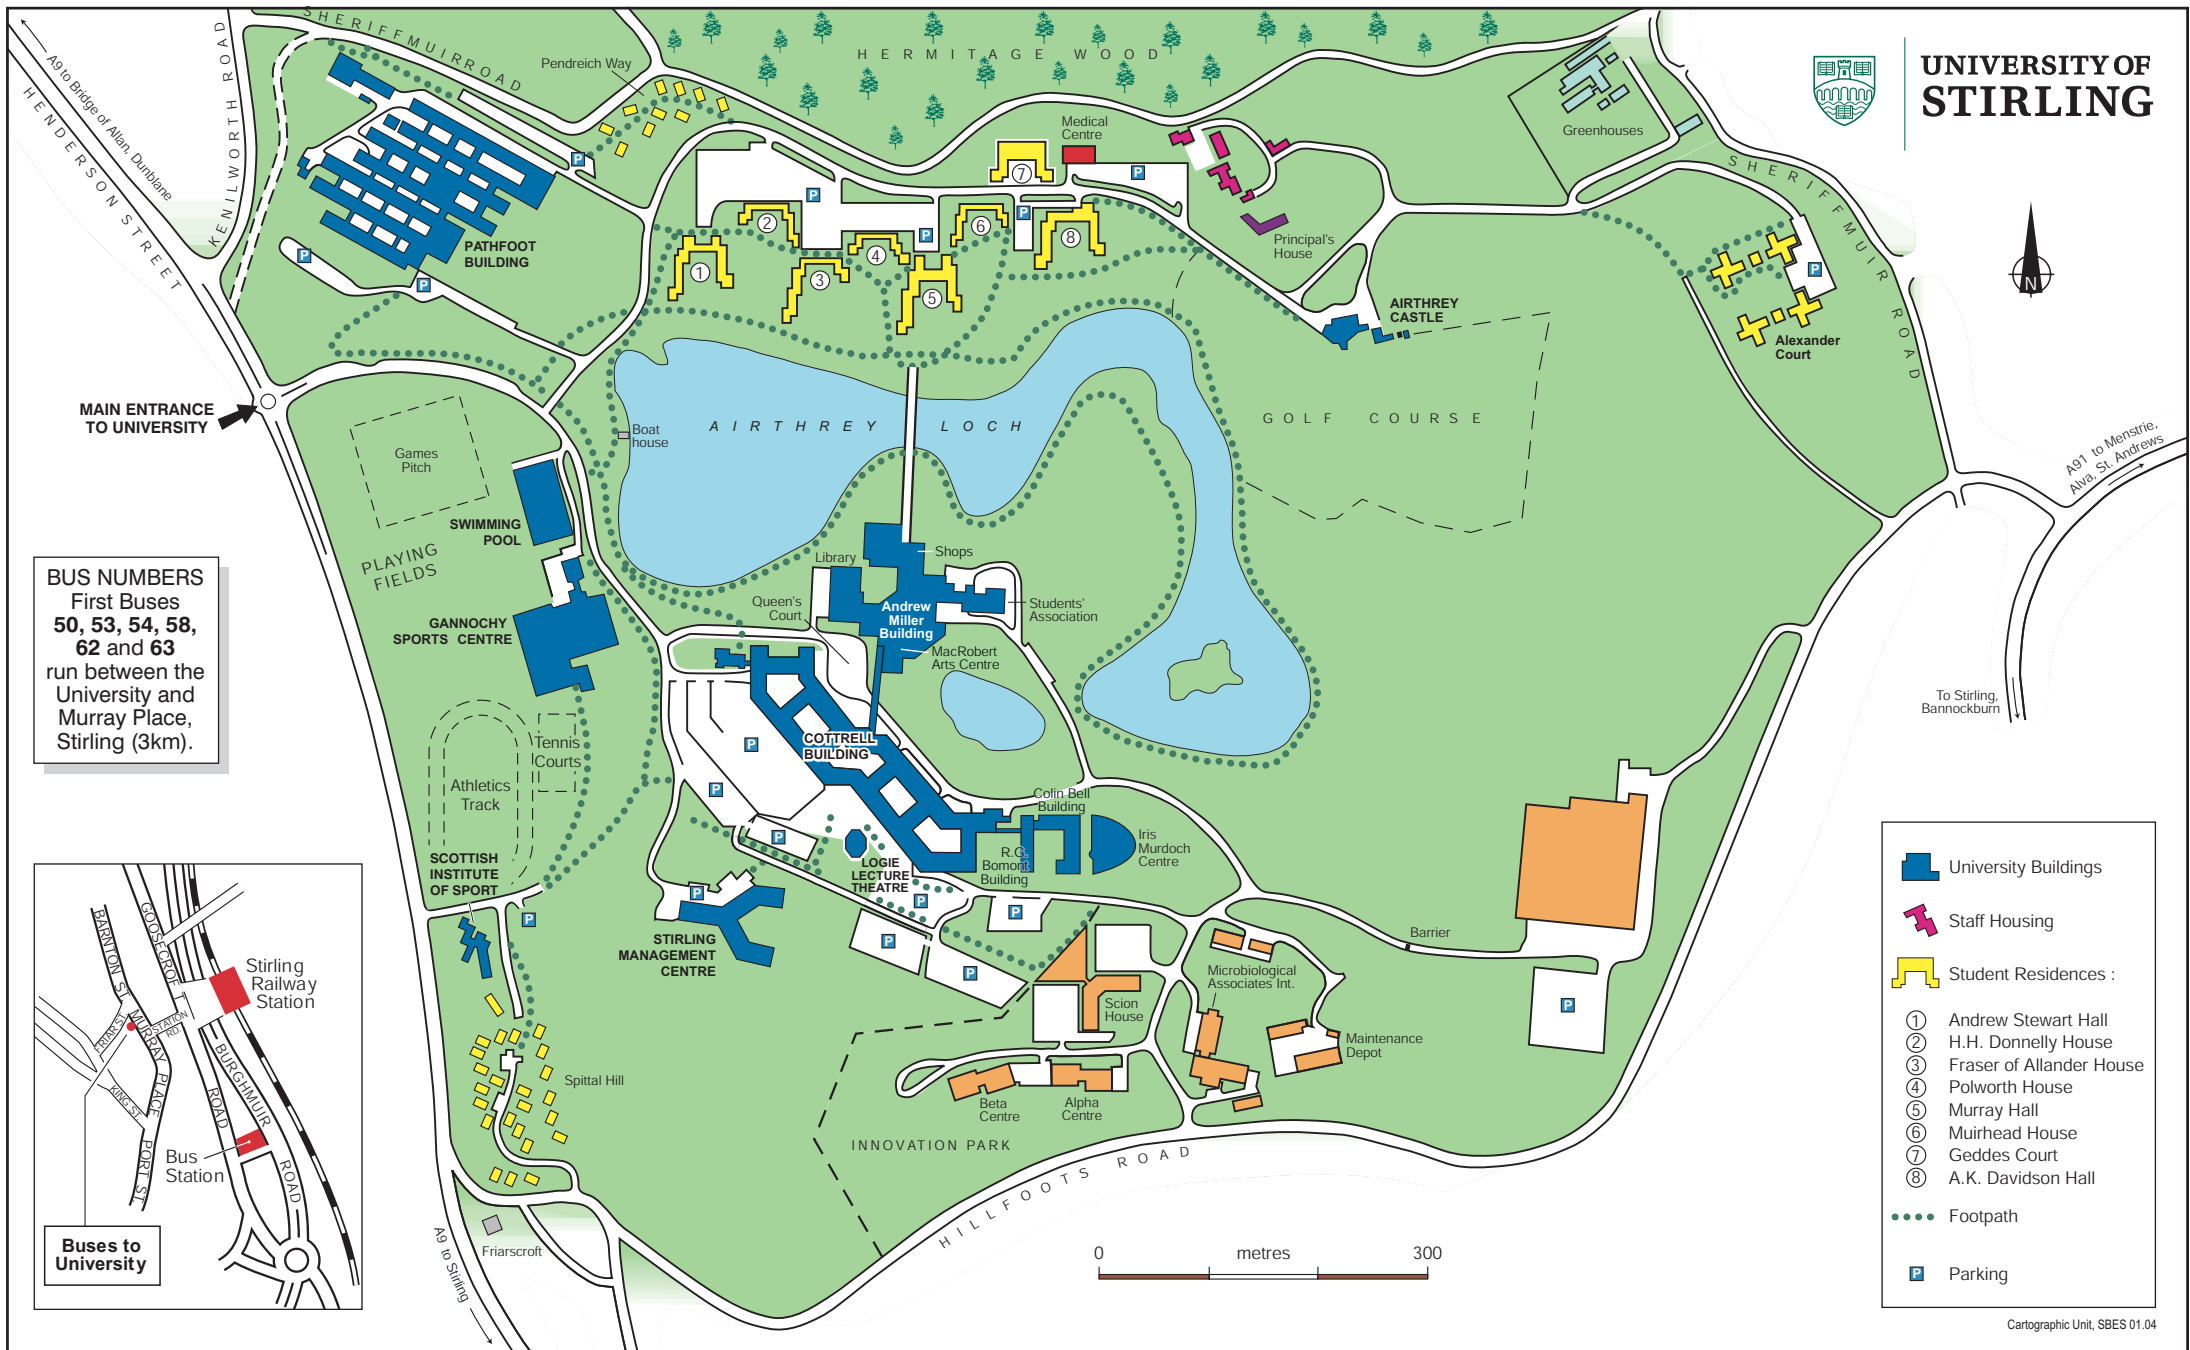 SHERIFFMUIR ROAD
A9 to Bridge of Allan, Dunblane
HENDERSON STREET
KENILWORTH ROAD
Pendreich Way
HERMITAGE WOOD
Medical
Centre
Greenhouses
UNIVERSITY OF
STIRLING
SHERIFFMUIR ROAD
N
P
P
P
P
P
P
P
P
1
2
3
4
5
6
7
8
PATHFOOT
BUILDING
Principal's
House
AIRTHREY
CASTLE
Alexander
Court
MAIN ENTRANCE
TO UNIVERSITY
Games
Pitch
Boat
house
AIRTHREY LOCH
GOLF COURSE
A91 to Menstrie,
Alva, St. Andrews
SWIMMING
POOL
PLAYING
FIELDS
BUS NUMBERS
First Buses
50, 53, 54, 58,
62 and 63
run between the
University and
Murray Place,
Stirling (3km).
GANNOCHY
SPORTS CENTRE
Library
Shops
Queen's
Court
Andrew
Miller
Building
Students'
Association
MacRobert
Arts Centre
To Stirling,
Bannockburn
Tennis
Courts
Athletics
Track
COTTRELL
BUILDING
P
P
P
Colin Bell
Building
Iris
Murdoch
Centre
R.G.
Bomont
Building
LOGIE
LECTURE
THEATRE
SCOTTISH
INSTITUTE
OF SPORT
P
P
P
P
P
P
STIRLING
MANAGEMENT
CENTRE
Barrier
P
Microbiological
Associates Int.
Scion
House
Maintenance
Depot
Spittal Hill
Beta
Centre
Alpha
Centre
INNOVATION PARK
HILLFOOTS ROAD
Friarscroft
A9 to Stirling
0 metres 300
BARNTON ST.
GOOSECROFT
ROAD
Stirling
Railway
Station
STATION
RD.
FRIAR ST.
MURRAY PLACE
KING ST.
BURGHMUIR
ROAD
PORT ST.
Bus
Station
Buses to
University
University Buildings
Staff Housing
Student Residences :
1 Andrew Stewart Hall
2 H.H. Donnelly House
3 Fraser of Allander House
4 Polworth House
5 Murray Hall
6 Muirhead House
7 Geddes Court
8 A.K. Davidson Hall
Footpath
P Parking
Cartographic Unit, SBES 01.04